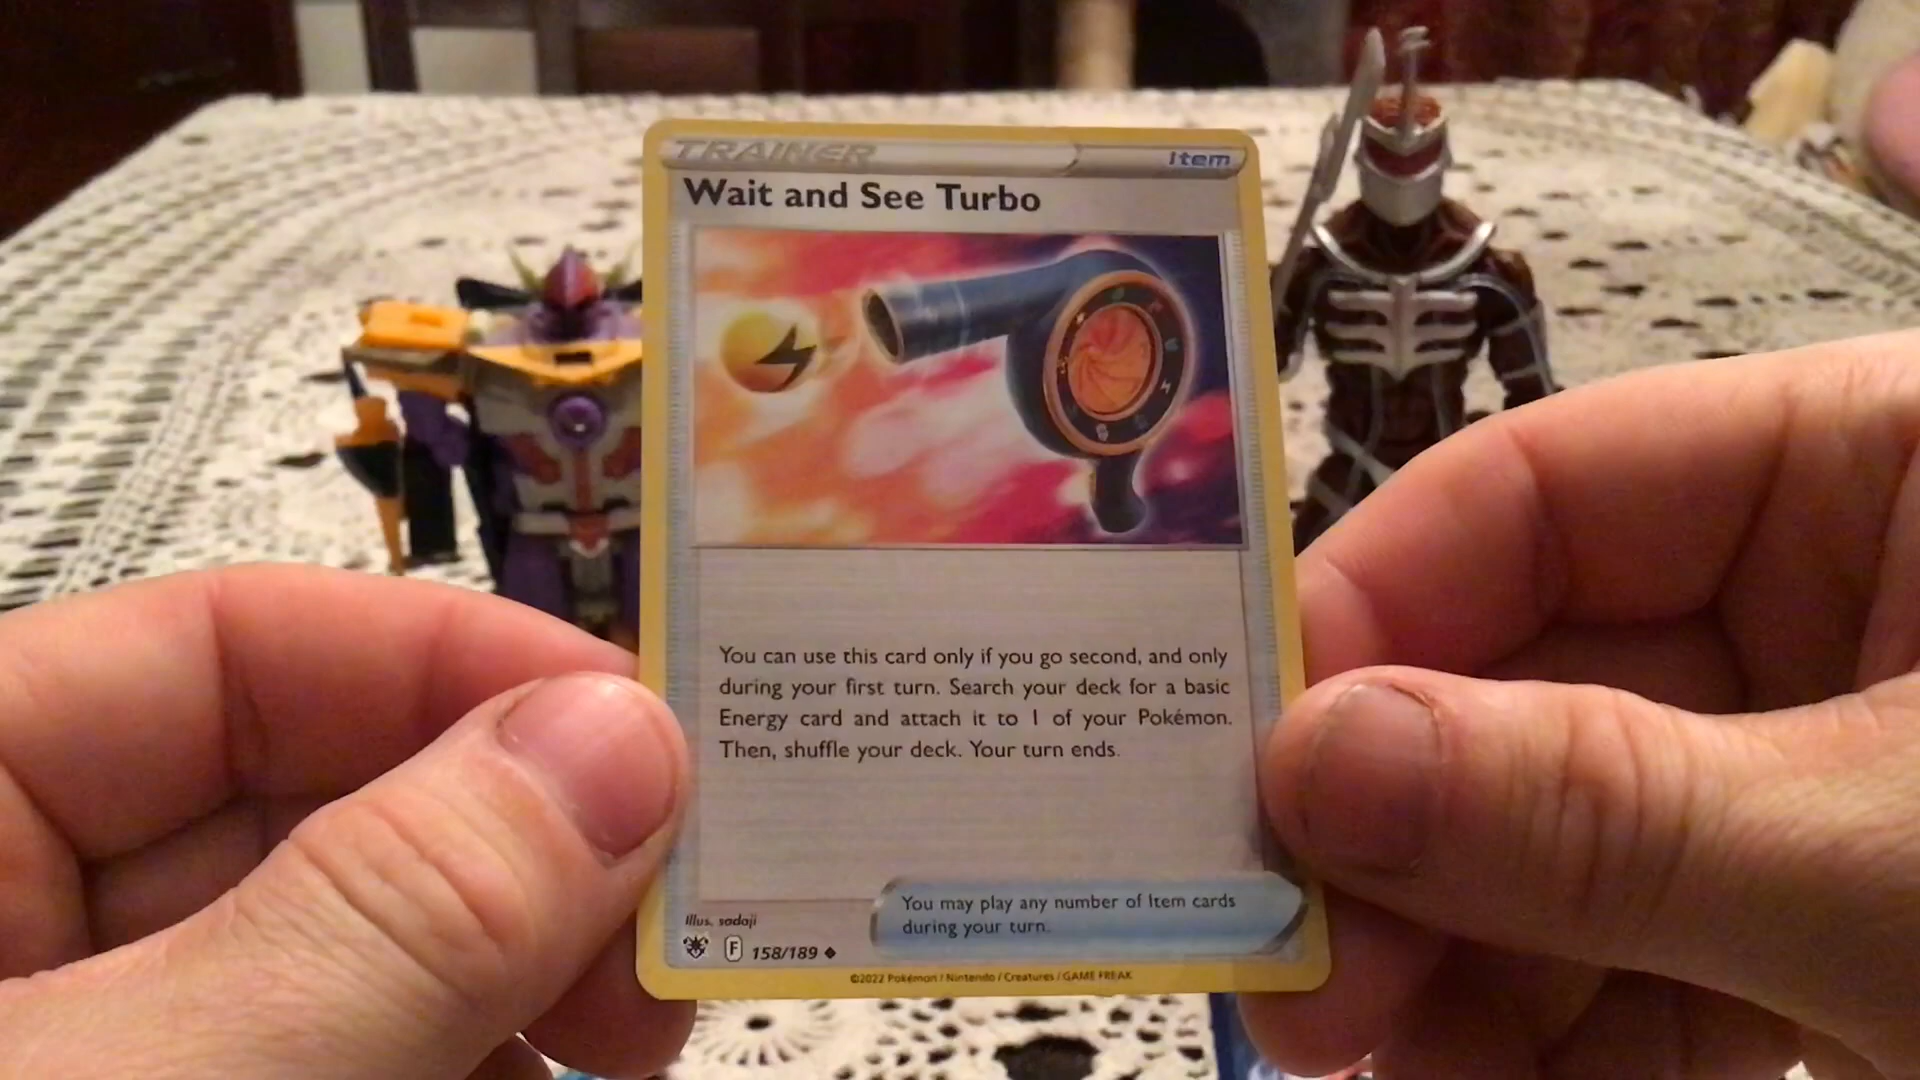 TRAINER
Item
Wait and See Turbo
You can use this card only if you go second, and only
during your first turn. Search your deck for a basic
Energy card and attach it to 1 of your Pokémon.
Then, shuffle your deck. Your turn ends.
You may play any number of Item cards
during your turn.
Illus. sadaji
F 158/189
©2022 Pokémon / Nintendo / Creatures / GAME FREAK